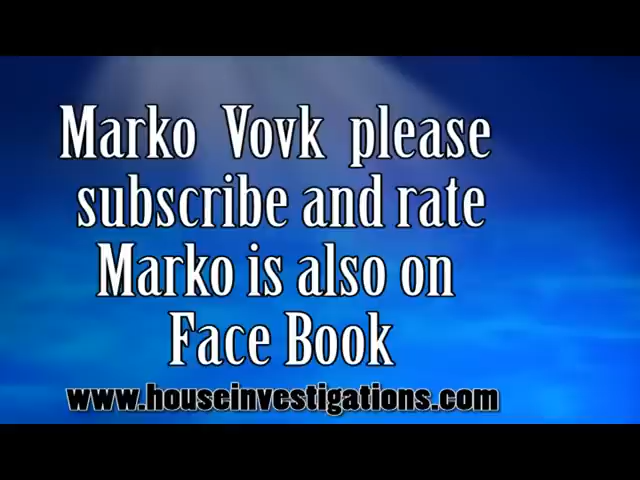 Marko Vovk please
subscribe and rate
Marko is also on
Face Book
www.houseinvestigations.com